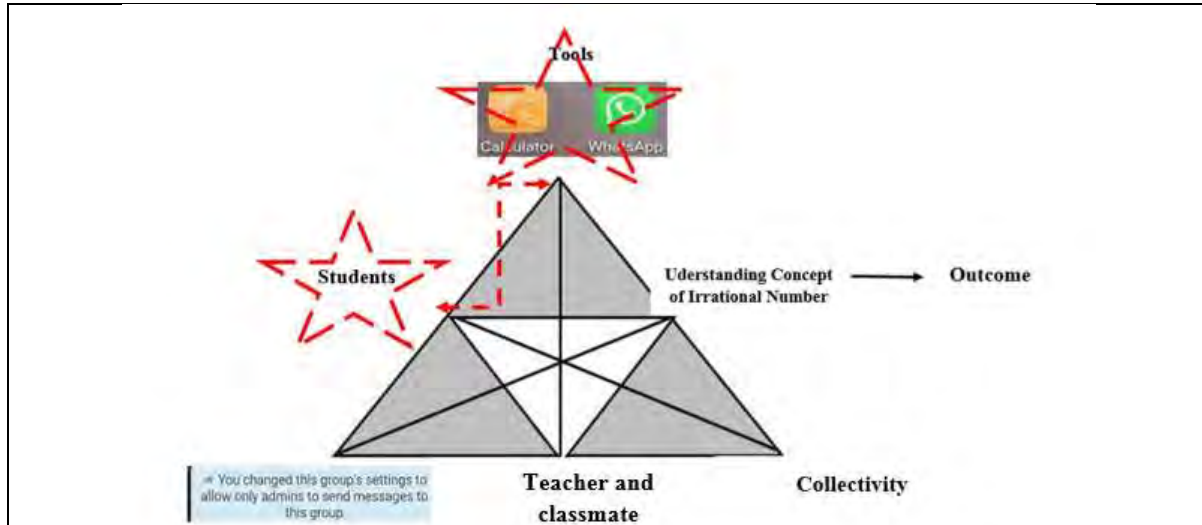 Tools
Calculator WhatsApp
Students
Uderstanding Concept
of Irrational Number
Outcome
You changed this group's settings to
allow only admins to send messages to
this group
Teacher and
classmate
Collectivity